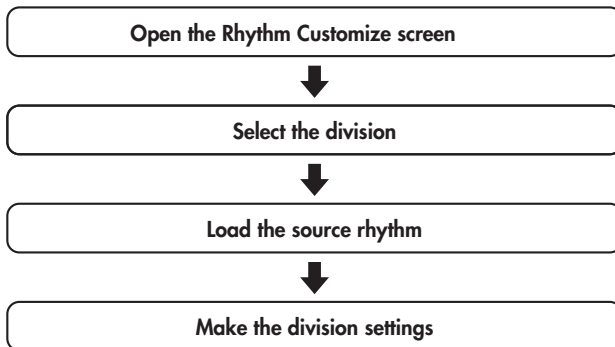 Open the Rhythm Customize screen
Select the division
Load the source rhythm
Make the division settings